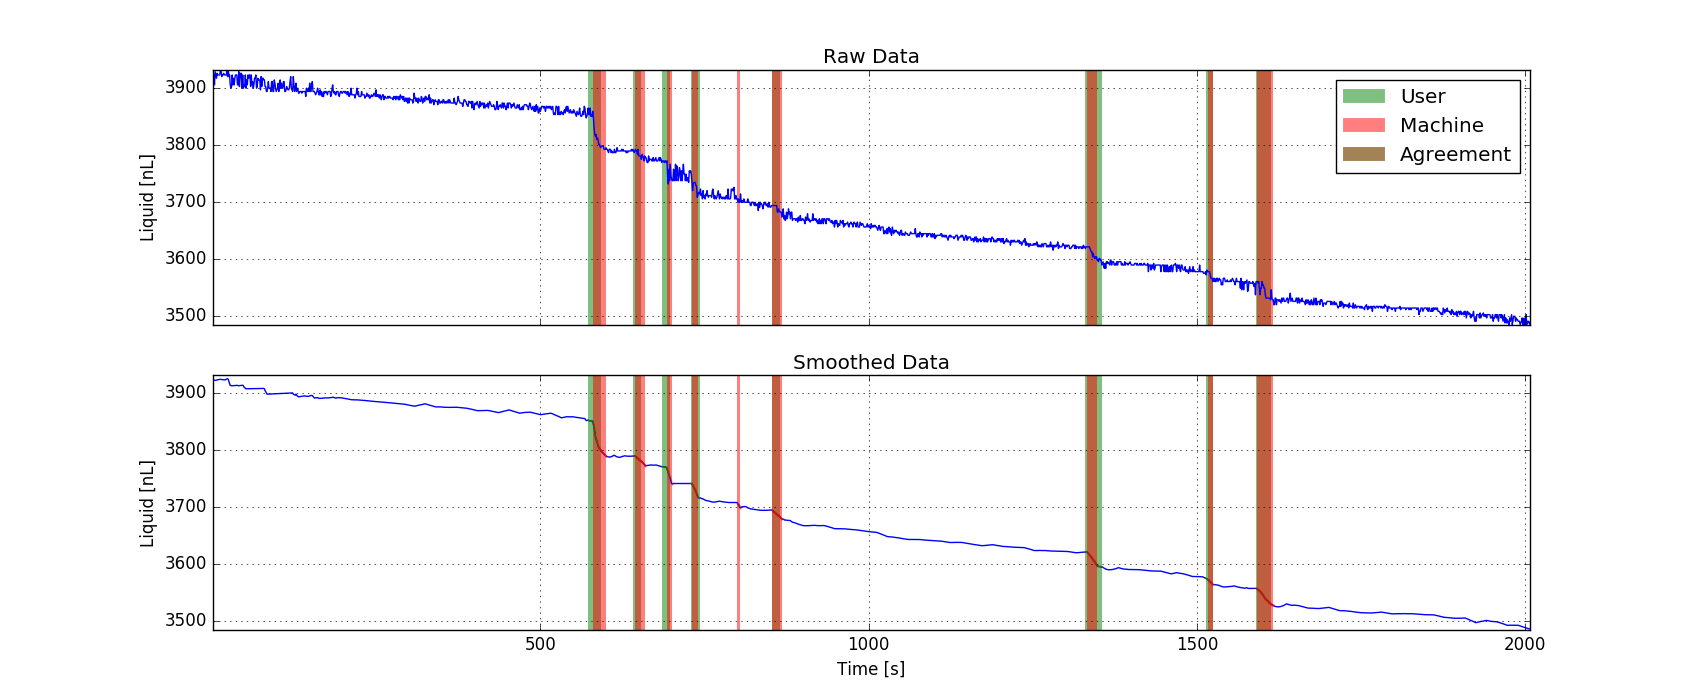 Raw Data
3900
3800
3700
3600
3500
Liquid [nL]
User
Machine
Agreement
Smoothed Data
3900
3800
3700
3600
3500
Liquid [nL]
500
1000
1500
2000
Time [s]